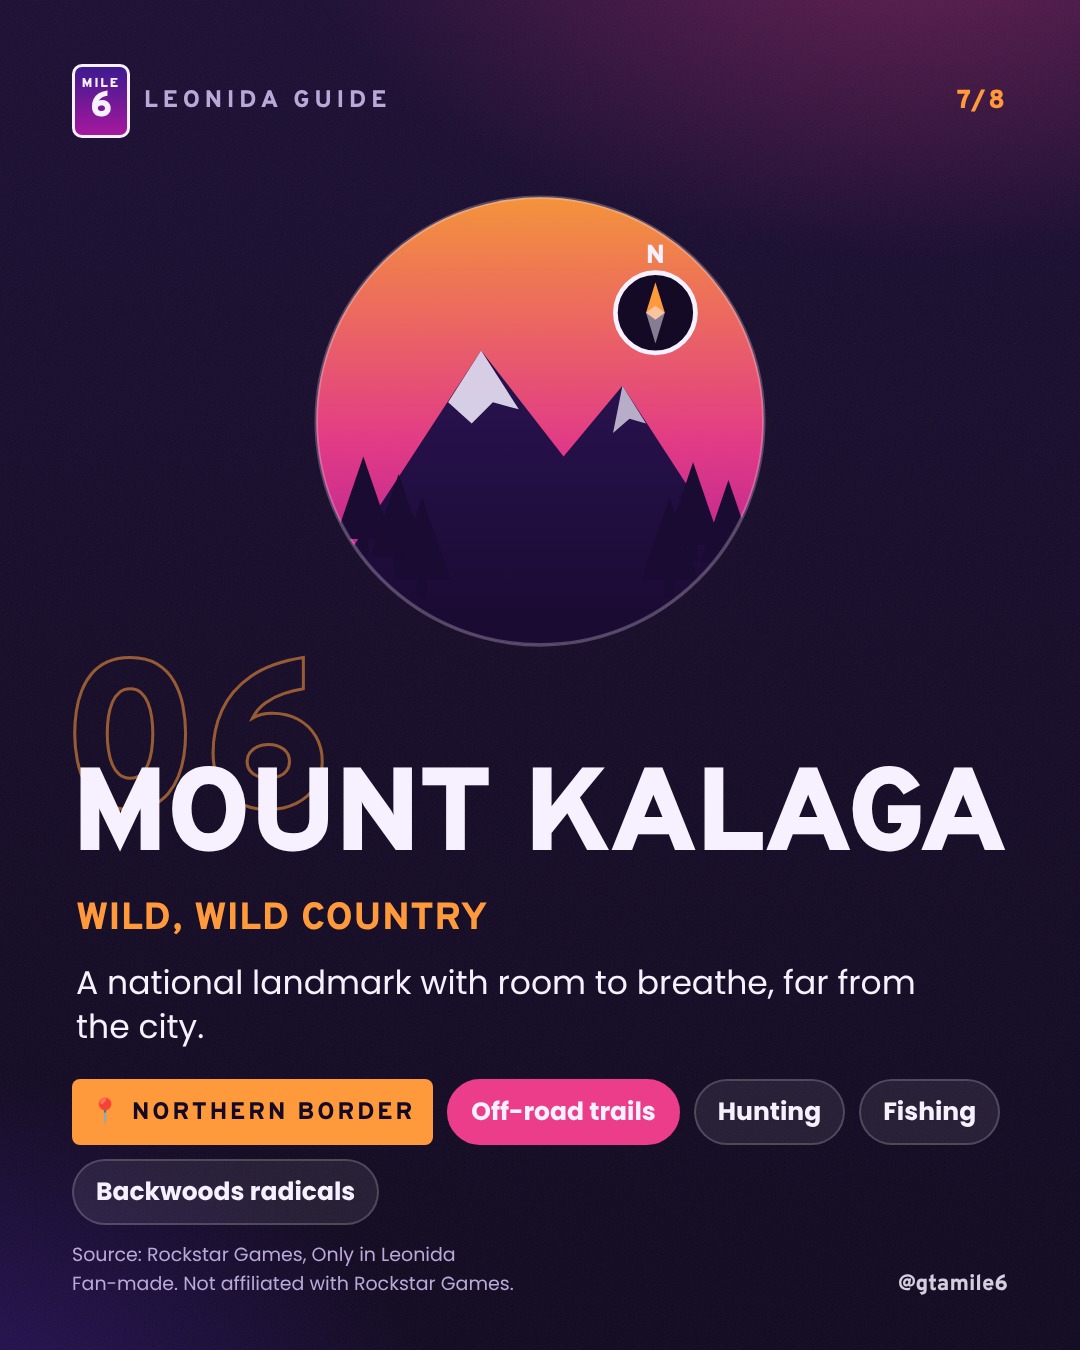 MILE
6
LEONIDA GUIDE
7/8
N
06
MOUNT KALAGA
WILD, WILD COUNTRY
A national landmark with room to breathe, far from
the city.
📍 NORTHERN BORDER
Off-road trails
Hunting
Fishing
Backwoods radicals
Source: Rockstar Games, Only in Leonida
Fan-made. Not affiliated with Rockstar Games.
@gtamile6